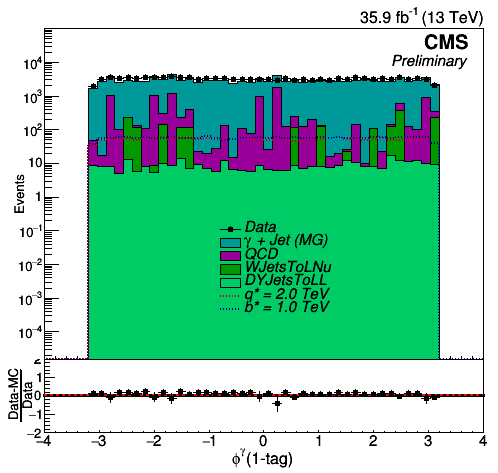 35.9 fb⁻¹ (13 TeV)
CMS
Preliminary
Events
10⁴
10³
10²
10
1
10⁻¹
10⁻²
10⁻³
10⁻⁴
Data
γ + Jet (MG)
QCD
WJetsToLNu
DYJetsToLL
q* = 2.0 TeV
b* = 1.0 TeV
Data-MC
Data
2
1
0
−1
−2
−4 −3 −2 −1 0 1 2 3 4
ϕ^γ(1-tag)